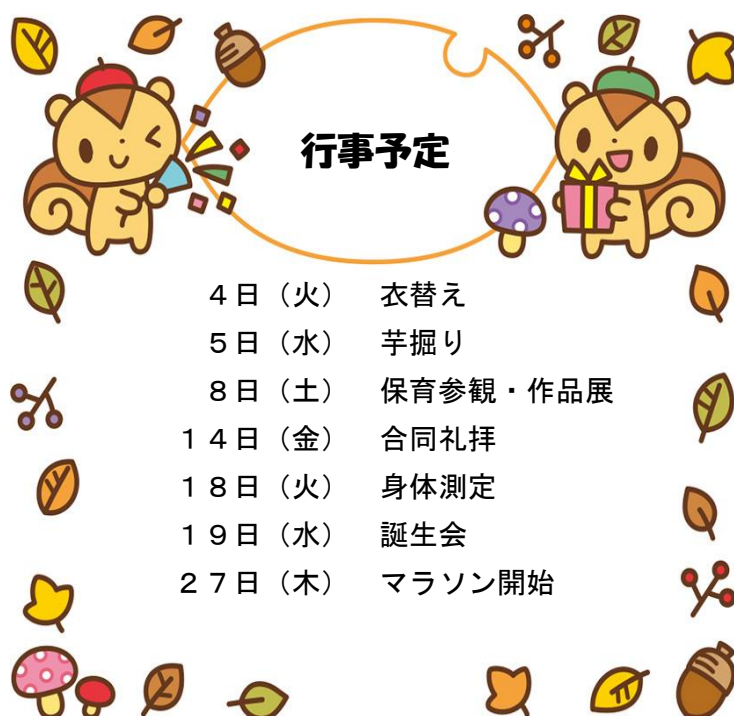 行事予定
４日（火）　衣替え
５日（水）　芋掘り
８日（土）　保育参観・作品展
１４日（金）　合同礼拝
１８日（火）　身体測定
１９日（水）　誕生会
２７日（木）　マラソン開始